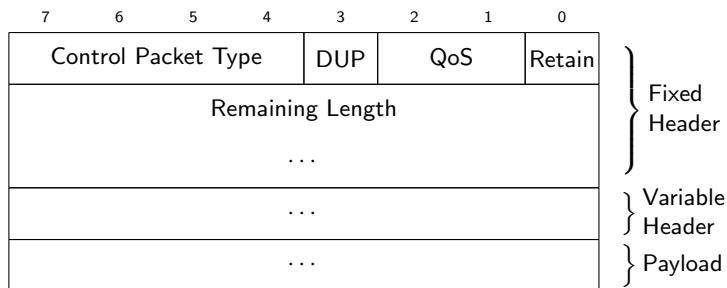 7 6 5 4 3 2 1 0
Control Packet Type DUP QoS Retain
Remaining Length
. . .
. . .
. . .
Fixed
Header
Variable
Header
Payload